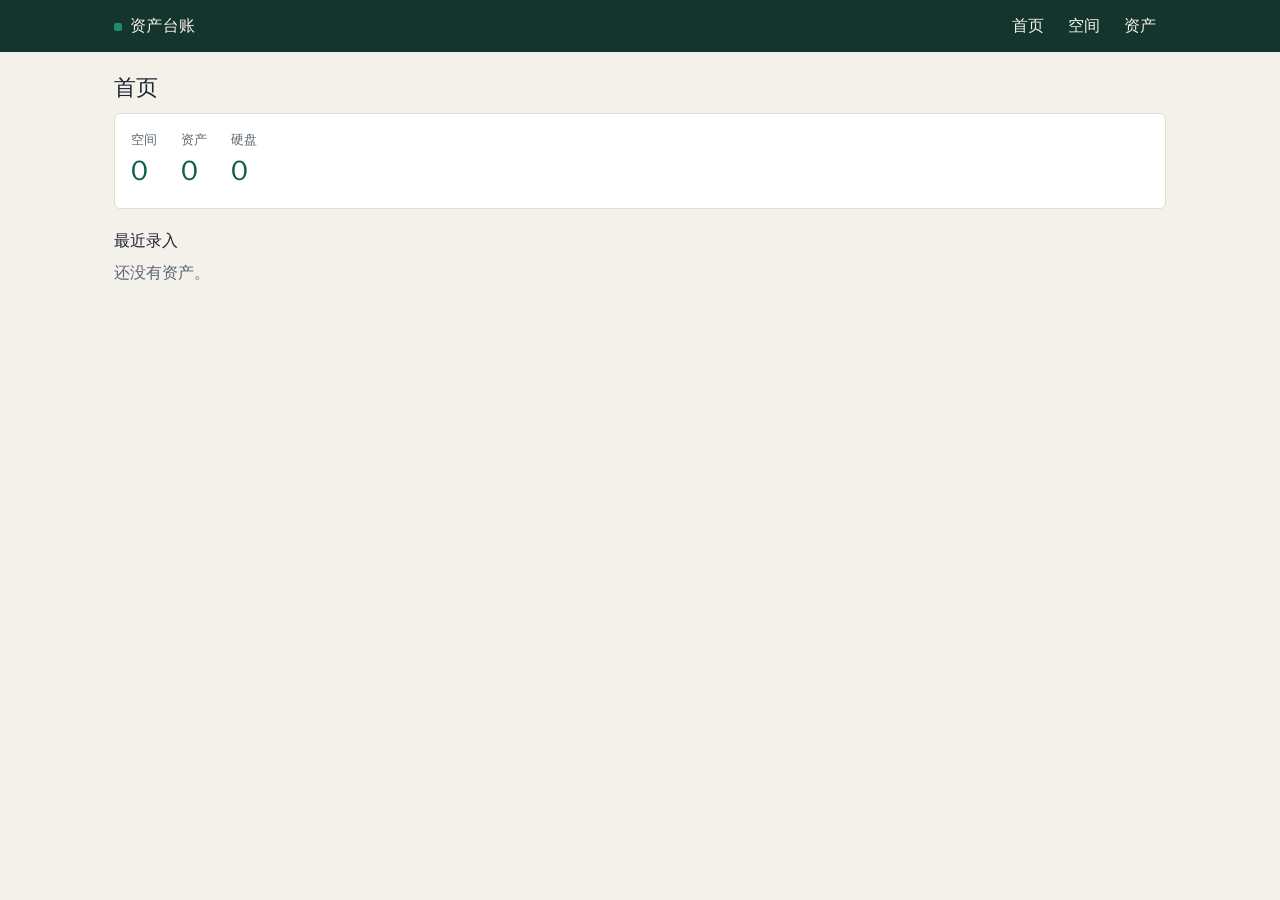 资产台账 首页 空间 资产
首页
空间 资产 硬盘
0 0 0
最近录入
还没有资产。